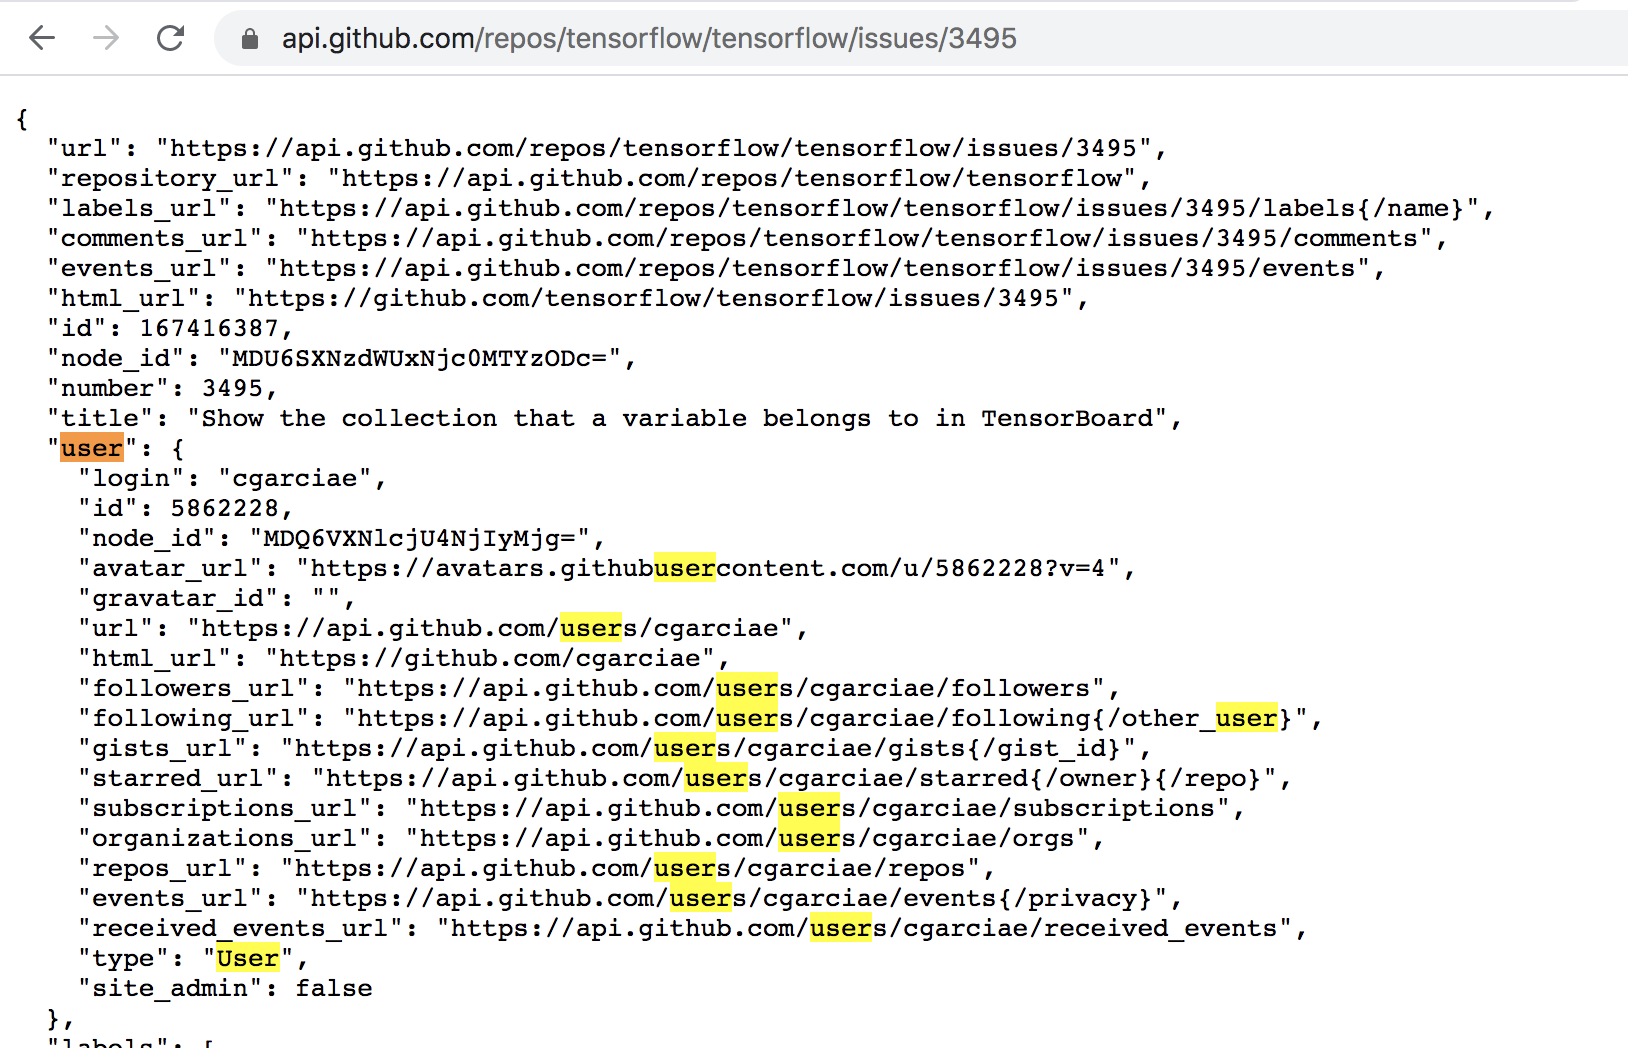 api.github.com/repos/tensorflow/tensorflow/issues/3495
{
"url": "https://api.github.com/repos/tensorflow/tensorflow/issues/3495",
"repository_url": "https://api.github.com/repos/tensorflow/tensorflow",
"labels_url": "https://api.github.com/repos/tensorflow/tensorflow/issues/3495/labels{/name}",
"comments_url": "https://api.github.com/repos/tensorflow/tensorflow/issues/3495/comments",
"events_url": "https://api.github.com/repos/tensorflow/tensorflow/issues/3495/events",
"html_url": "https://github.com/tensorflow/tensorflow/issues/3495",
"id": 167416387,
"node_id": "MDU6SXNzdWUxNjc0MTYzODc=",
"number": 3495,
"title": "Show the collection that a variable belongs to in TensorBoard",
"user": {
"login": "cgarciae",
"id": 5862228,
"node_id": "MDQ6VXNlcjU4NjIyMjg=",
"avatar_url": "https://avatars.githubusercontent.com/u/5862228?v=4",
"gravatar_id": "",
"url": "https://api.github.com/users/cgarciae",
"html_url": "https://github.com/cgarciae",
"followers_url": "https://api.github.com/users/cgarciae/followers",
"following_url": "https://api.github.com/users/cgarciae/following{/other_user}",
"gists_url": "https://api.github.com/users/cgarciae/gists{/gist_id}",
"starred_url": "https://api.github.com/users/cgarciae/starred{/owner}{/repo}",
"subscriptions_url": "https://api.github.com/users/cgarciae/subscriptions",
"organizations_url": "https://api.github.com/users/cgarciae/orgs",
"repos_url": "https://api.github.com/users/cgarciae/repos",
"events_url": "https://api.github.com/users/cgarciae/events{/privacy}",
"received_events_url": "https://api.github.com/users/cgarciae/received_events",
"type": "User",
"site_admin": false
},
"labels": [